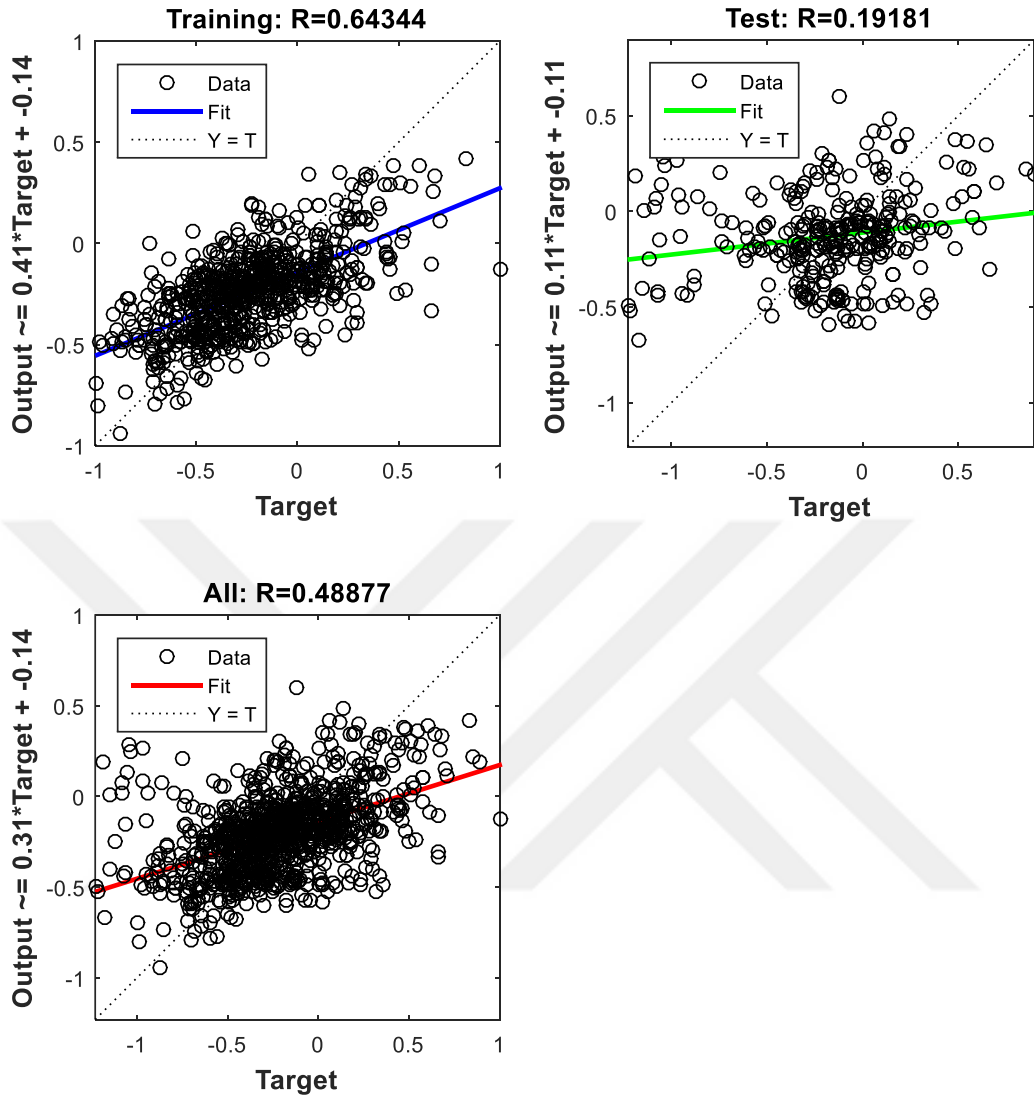 Training: R=0.64344
Output ~= 0.41*Target + -0.14
1
0.5
0
-0.5
-1
Data
Fit
Y = T
-1
-0.5
0
0.5
1
Target
Test: R=0.19181
Output ~= 0.11*Target + -0.11
0.5
0
-0.5
-1
Data
Fit
Y = T
-1
-0.5
0
0.5
Target
All: R=0.48877
Output ~= 0.31*Target + -0.14
1
0.5
0
-0.5
-1
Data
Fit
Y = T
-1
-0.5
0
0.5
1
Target